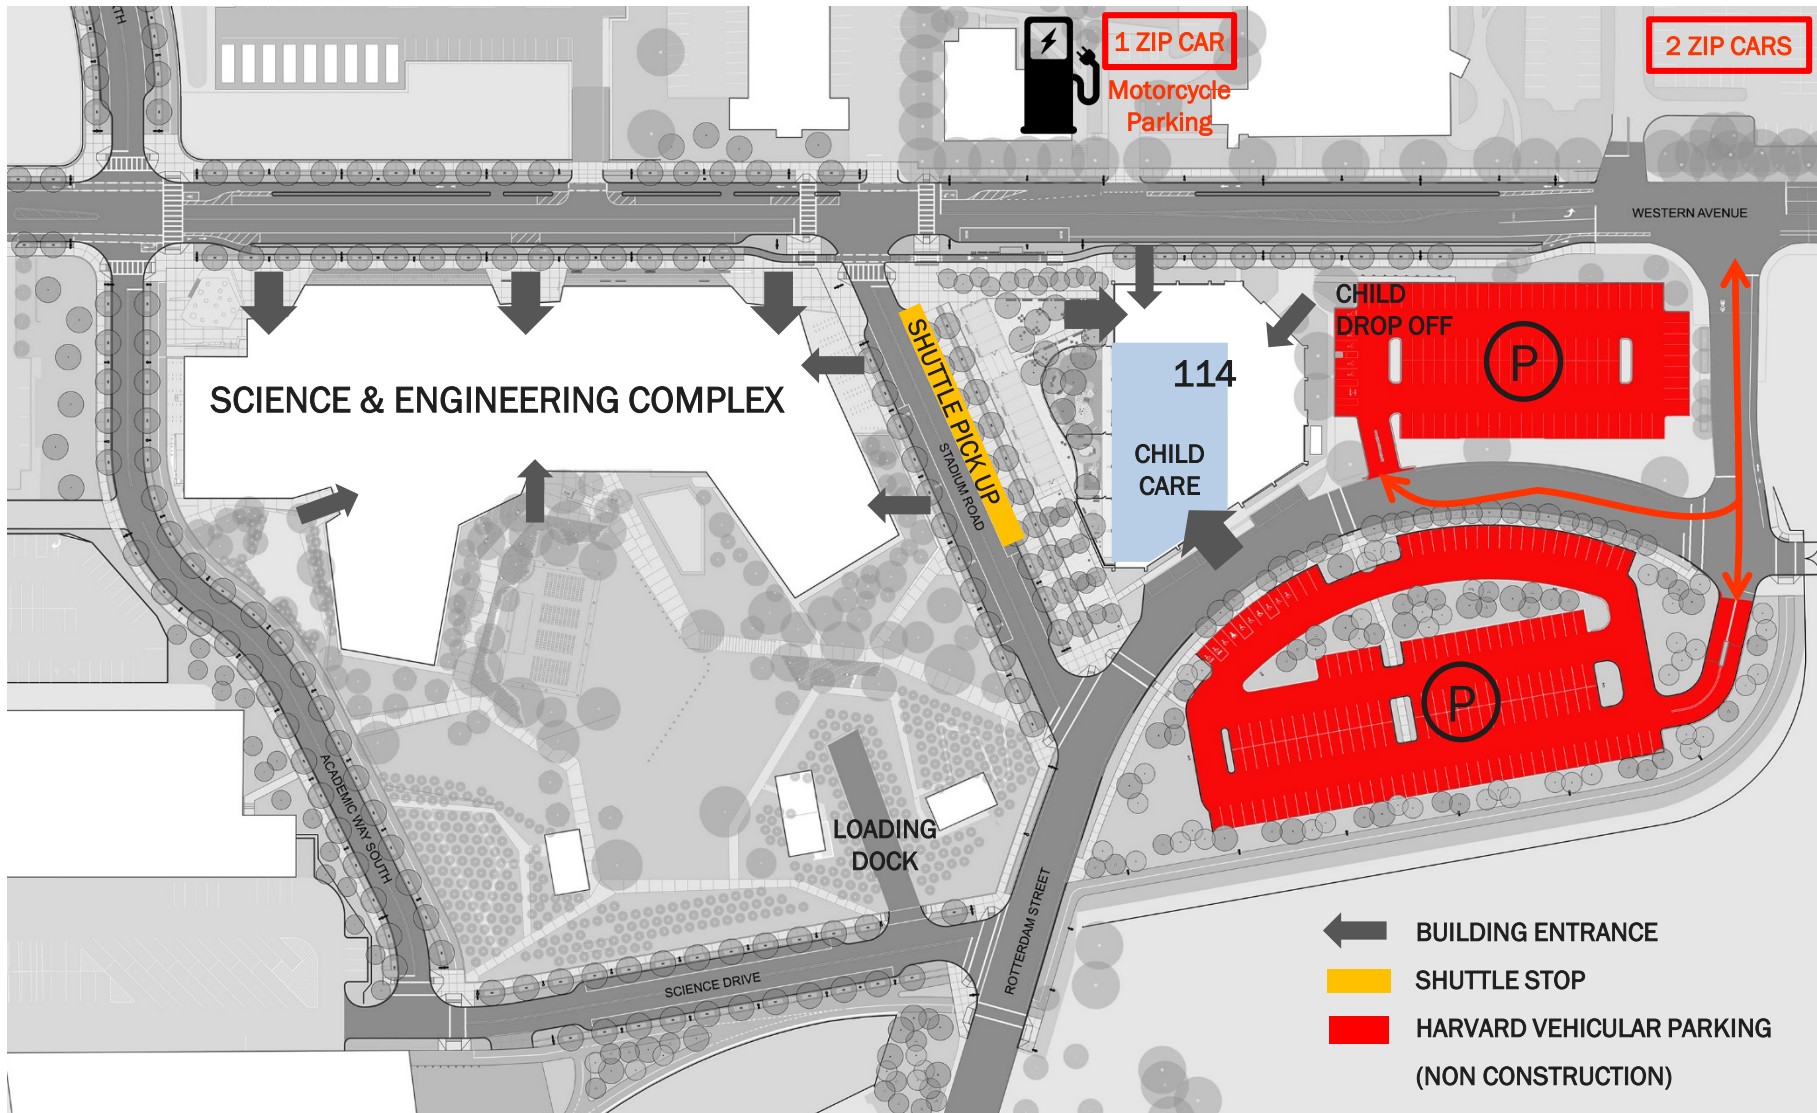 TH
1 ZIP CAR
2 ZIP CARS
Motorcycle
Parking
WESTERN AVENUE
CHILD
DROP OFF
P
SHUTTLE PICK UP
STADIUM ROAD
114
SCIENCE & ENGINEERING COMPLEX
CHILD
CARE
P
ACADEMIC WAY SOUTH
LOADING
DOCK
ROTTERDAM STREET
SCIENCE DRIVE
BUILDING ENTRANCE
SHUTTLE STOP
HARVARD VEHICULAR PARKING
(NON CONSTRUCTION)